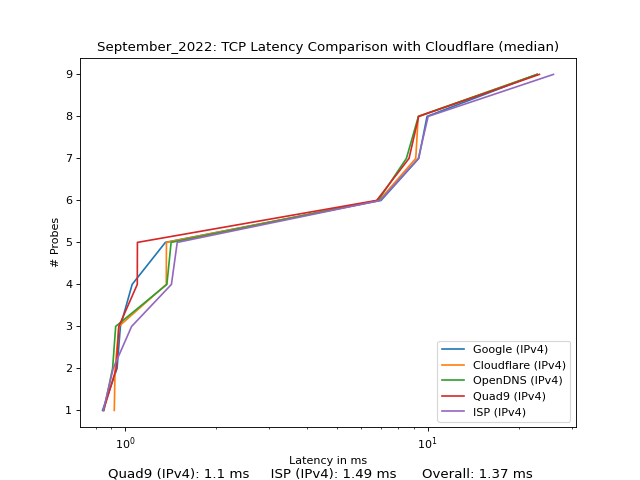 September_2022: TCP Latency Comparison with Cloudflare (median)
# Probes
9
8
7
6
5
4
3
2
1
Google (IPv4)
Cloudflare (IPv4)
OpenDNS (IPv4)
Quad9 (IPv4)
ISP (IPv4)
10⁰ 10¹
Latency in ms
Quad9 (IPv4): 1.1 ms ISP (IPv4): 1.49 ms Overall: 1.37 ms